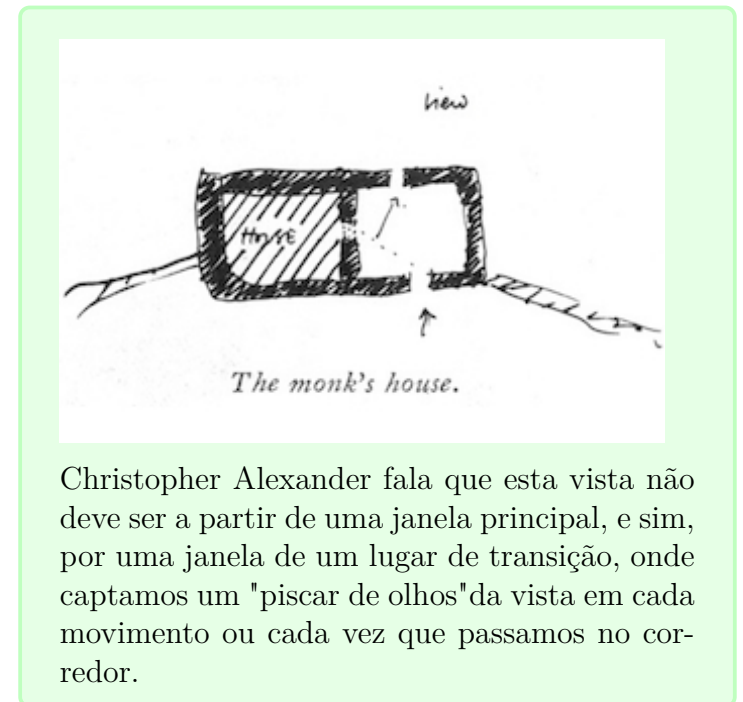 view
House
The monk's house.
Christopher Alexander fala que esta vista não
deve ser a partir de uma janela principal, e sim,
por uma janela de um lugar de transição, onde
captamos um "piscar de olhos"da vista em cada
movimento ou cada vez que passamos no cor-
redor.